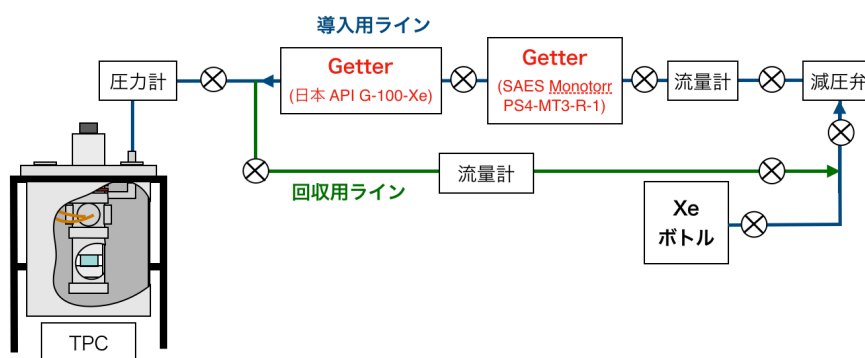 導入用ライン
圧力計
Getter
(日本 API G-100-Xe)
Getter
(SAES Monotorr
PS4-MT3-R-1)
流量計
減圧弁
回収用ライン
流量計
Xe
ボトル
TPC